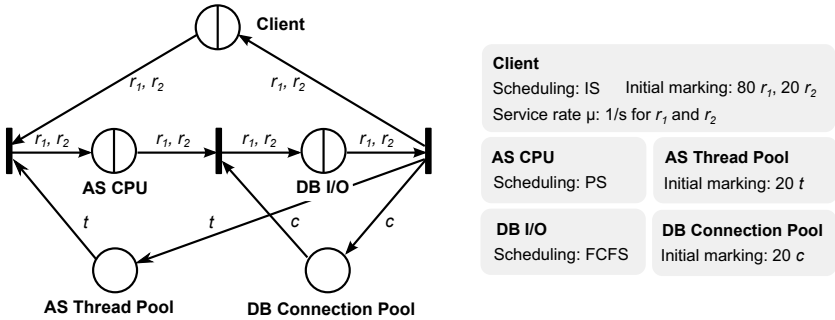 Client
r1, r2
r1, r2
r1, r2
r1, r2
r1, r2
r1, r2
AS CPU
DB I/O
t
t
c
c
AS Thread Pool
DB Connection Pool
Client
Scheduling: IS Initial marking: 80 r1, 20 r2
Service rate μ: 1/s for r1 and r2
AS CPU
Scheduling: PS
AS Thread Pool
Initial marking: 20 t
DB I/O
Scheduling: FCFS
DB Connection Pool
Initial marking: 20 c